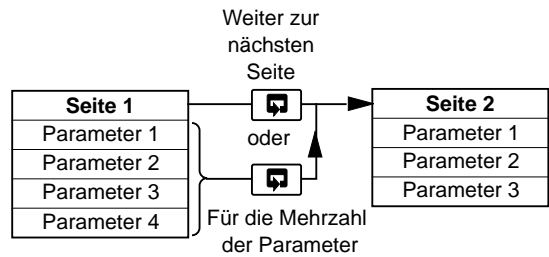 Weiter zur
nächsten
Seite
Seite 1
Parameter 1
Parameter 2
Parameter 3
Parameter 4
oder
Für die Mehrzahl
der Parameter
Seite 2
Parameter 1
Parameter 2
Parameter 3